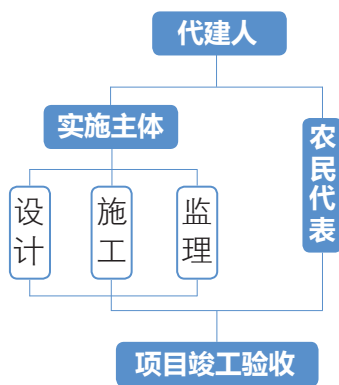 代建人
实施主体
农民代表
设计
施工
监理
项目竣工验收